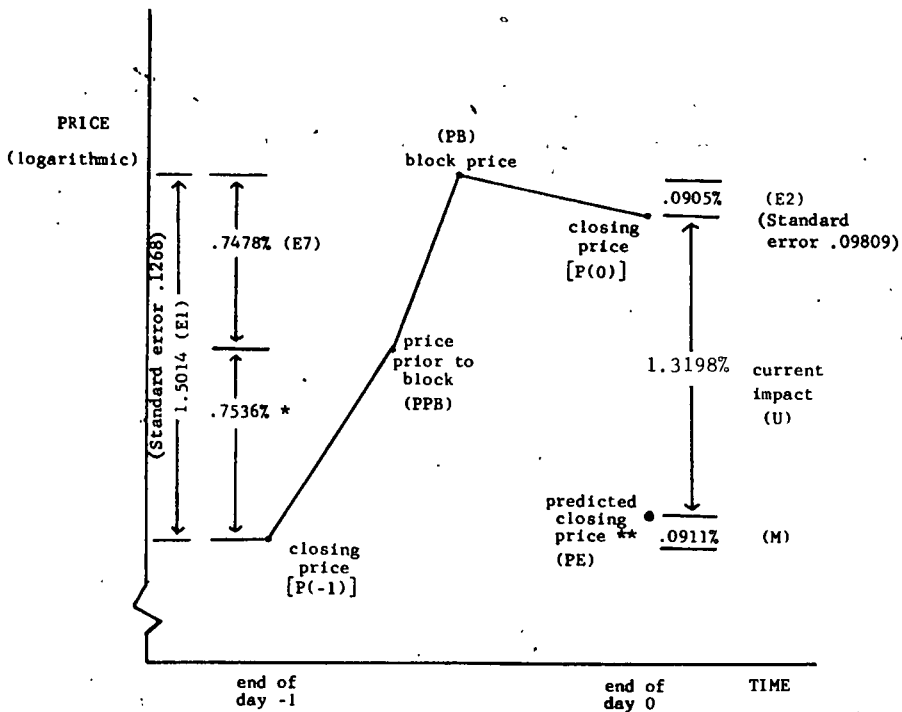 PRICE
(logarithmic)
(PB)
block price
.0905%
(E2)
(Standard
error .09809)
closing
price
[P(0)]
.7478% (E7)
(Standard error .1268)
1.5014 (E1)
price
prior to
block
(PPB)
1.3198%
current
impact
(U)
.7536% *
predicted
closing
price **
(PE)
.0911%
(M)
closing
price
[P(-1)]
end of
day -1
end of
day 0
TIME